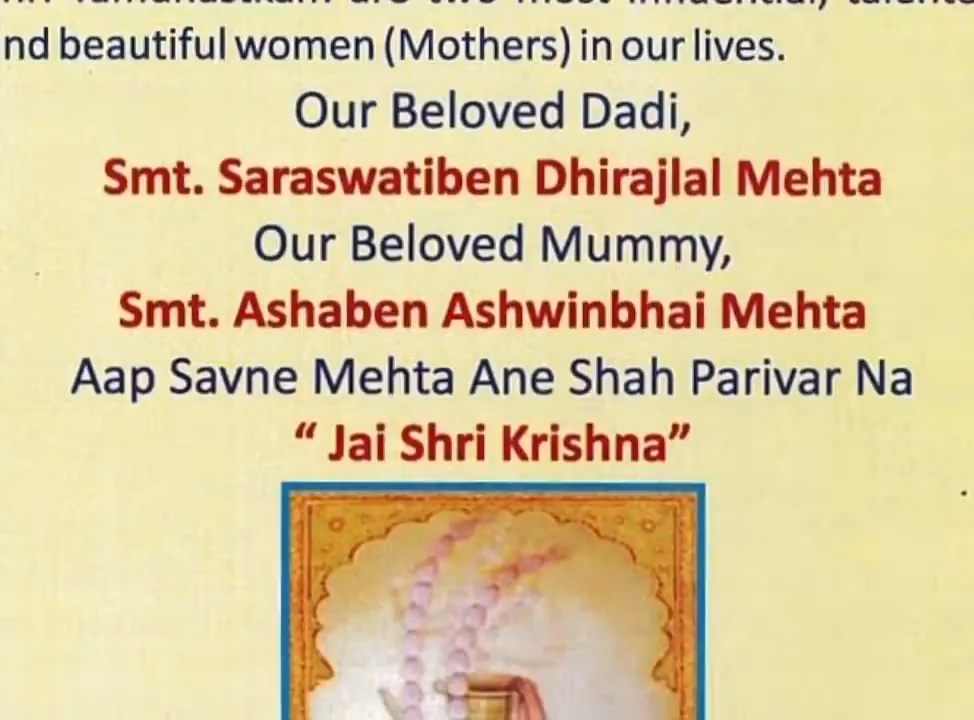 nd beautiful women (Mothers) in our lives.
Our Beloved Dadi,
Smt. Saraswatiben Dhirajlal Mehta
Our Beloved Mummy,
Smt. Ashaben Ashwinbhai Mehta
Aap Savne Mehta Ane Shah Parivar Na
“ Jai Shri Krishna”